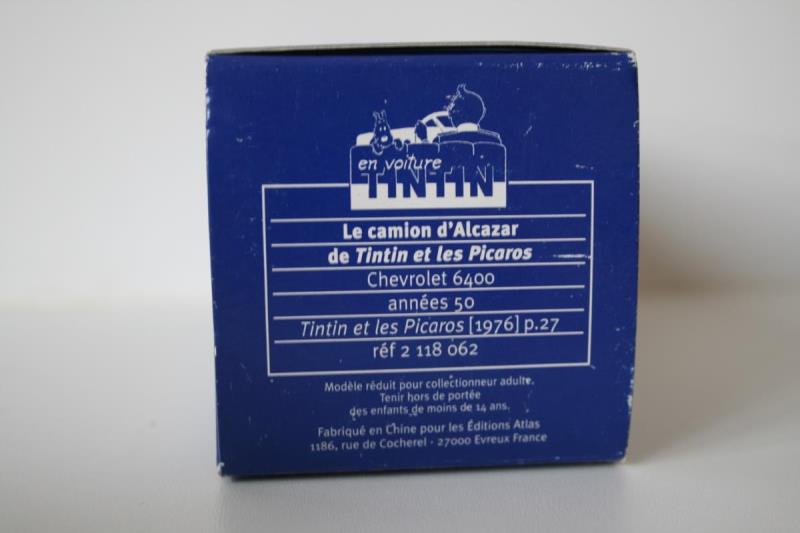 en voiture
TINTIN
Le camion d'Alcazar
de Tintin et les Picaros
Chevrolet 6400
années 50
Tintin et les Picaros [1976] p.27
réf 2 118 062
Modèle réduit pour collectionneur adulte.
Tenir hors de portée
des enfants de moins de 14 ans.
Fabriqué en Chine pour les Éditions Atlas
1186, rue de Cocherel - 27000 Evreux France